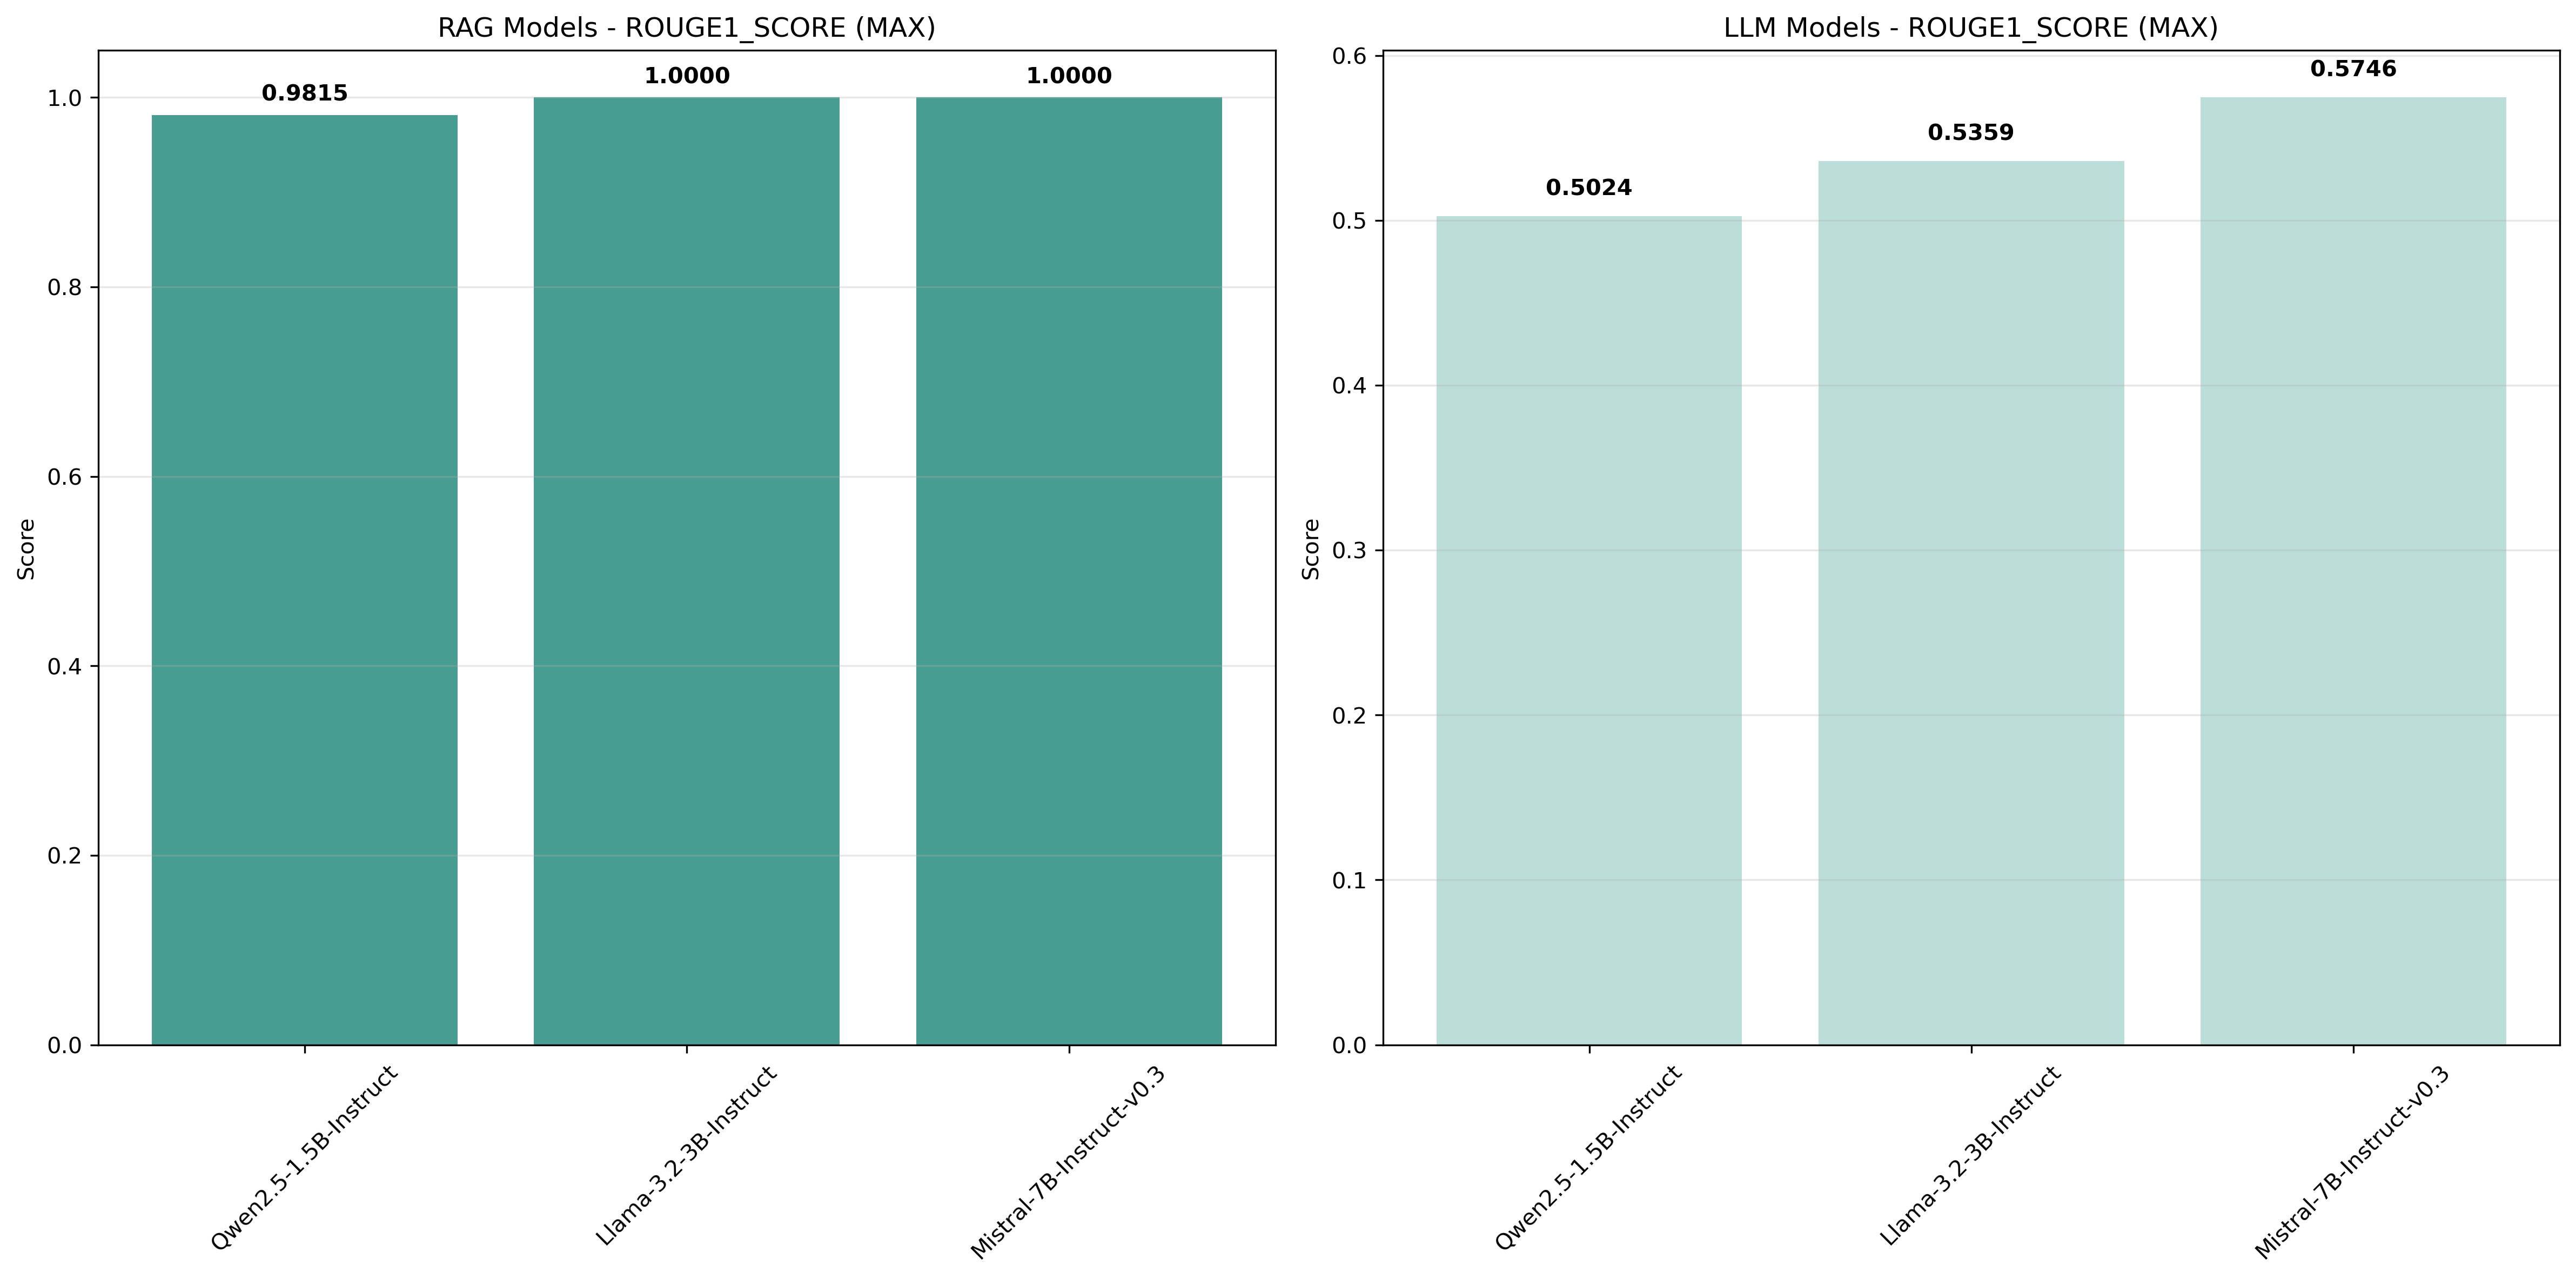 RAG Models - ROUGE1_SCORE (MAX)
Score
1.0
0.8
0.6
0.4
0.2
0.0
0.9815
1.0000
1.0000
Qwen2.5-1.5B-Instruct
Llama-3.2-3B-Instruct
Mistral-7B-Instruct-v0.3
LLM Models - ROUGE1_SCORE (MAX)
Score
0.6
0.5
0.4
0.3
0.2
0.1
0.0
0.5024
0.5359
0.5746
Qwen2.5-1.5B-Instruct
Llama-3.2-3B-Instruct
Mistral-7B-Instruct-v0.3